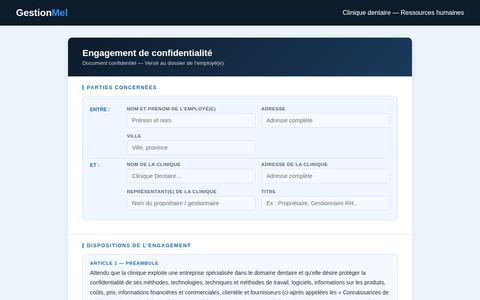 GestionMel
Clinique dentaire — Ressources humaines
Engagement de confidentialité
Document confidentiel — Versé au dossier de l'employé(e)
PARTIES CONCERNÉES
ENTRE :
NOM ET PRÉNOM DE L'EMPLOYÉ(E)
ADRESSE
Prénom et nom
Adresse complète
VILLE
Ville, province
ET :
NOM DE LA CLINIQUE
ADRESSE DE LA CLINIQUE
Clinique Dentaire...
Adresse complète
REPRÉSENTANT(E) DE LA CLINIQUE
TITRE
Nom du propriétaire / gestionnaire
Ex : Propriétaire, Gestionnaire RH...
DISPOSITIONS DE L'ENGAGEMENT
ARTICLE 1 — PRÉAMBULE
Attendu que la clinique exploite une entreprise spécialisée dans le domaine dentaire et qu'elle désire protéger la
confidentialité de ses méthodes, technologies, techniques et méthodes de travail, logiciels, informations sur les produits,
coûts, prix, informations financières et commerciales, clientèle et fournisseurs (ci-après appelées les « Connaissances de